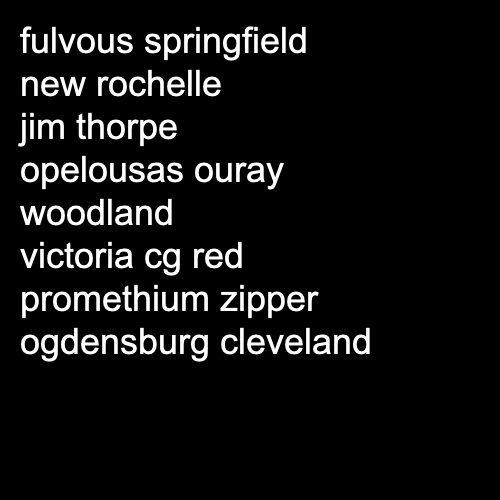 fulvous springfield
new rochelle
jim thorpe
opelousas ouray
woodland
victoria cg red
promethium zipper
ogdensburg cleveland